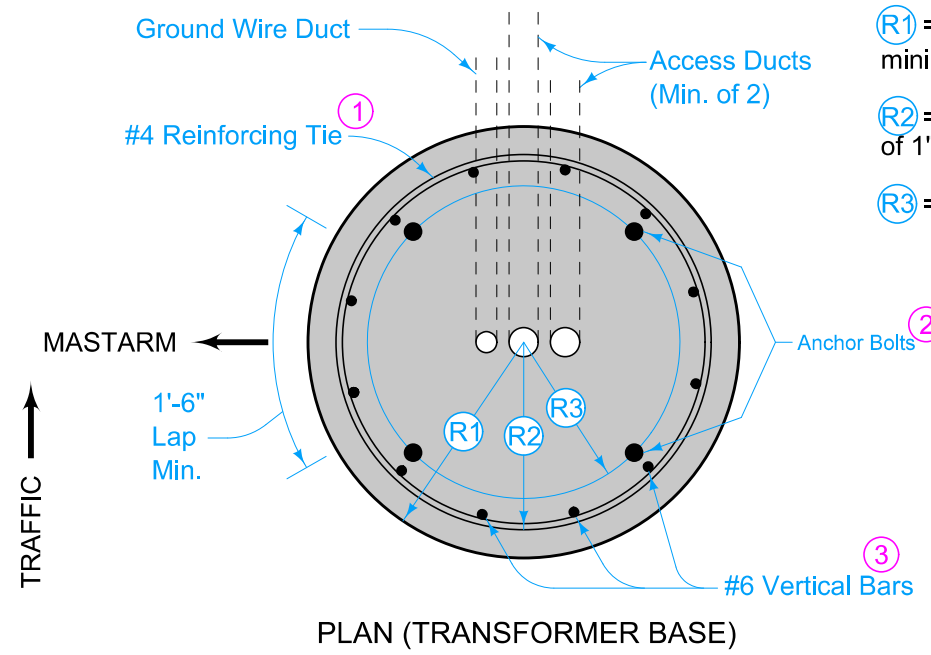 Ground Wire Duct
Access Ducts
(Min. of 2)
R1 =
mini
R2 =
of 1'
R3 =
#4 Reinforcing Tie 1
MASTARM
Anchor Bolts 2
1'-6"
Lap
Min.
R1
R2
R3
TRAFFIC
#6 Vertical Bars 3
PLAN (TRANSFORMER BASE)